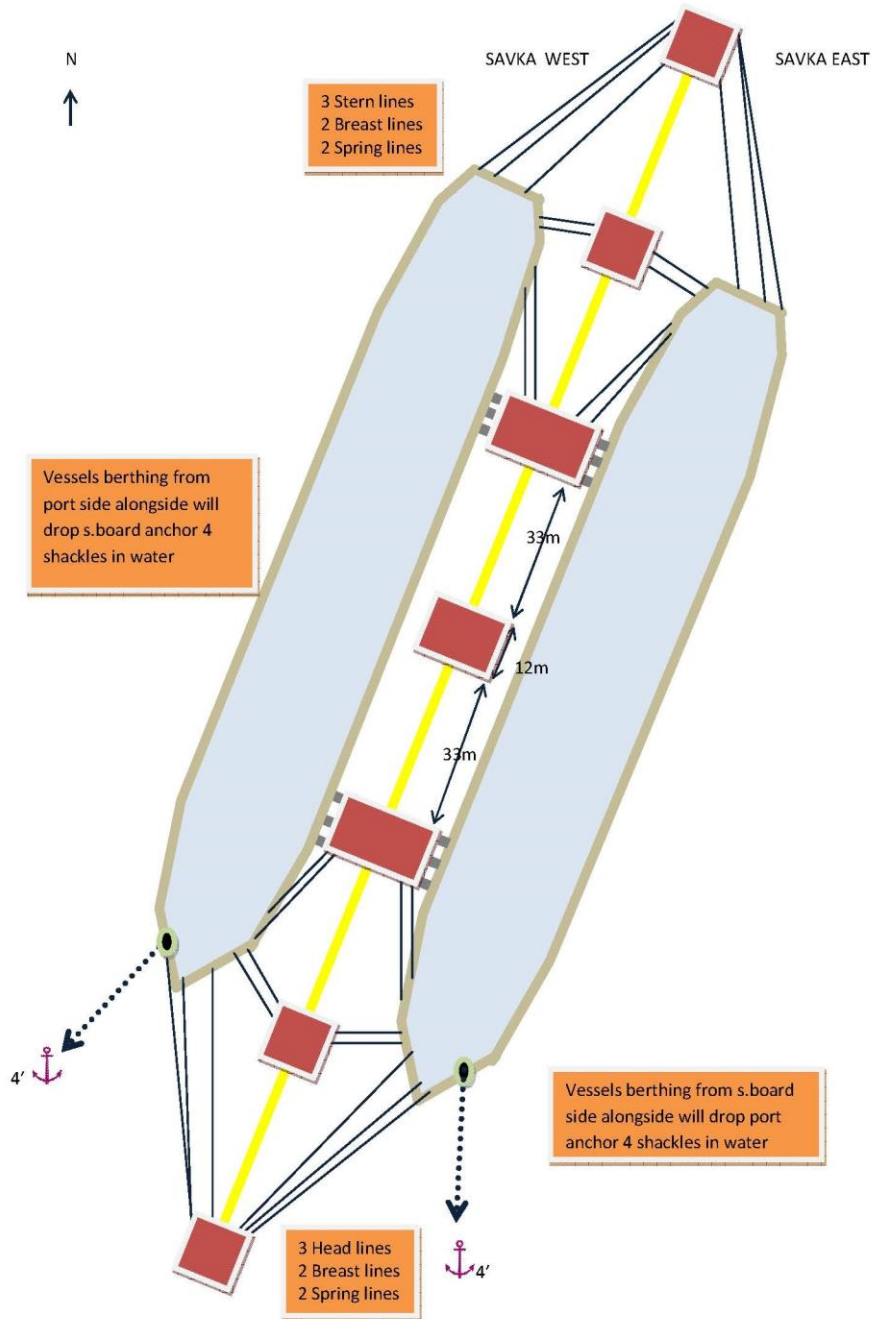 N
SAVKA WEST
SAVKA EAST
3 Stern lines
2 Breast lines
2 Spring lines
Vessels berthing from
port side alongside will
drop s.board anchor 4
shackles in water
33m
12m
33m
4'
Vessels berthing from s.board
side alongside will drop port
anchor 4 shackles in water
3 Head lines
2 Breast lines
2 Spring lines
4'